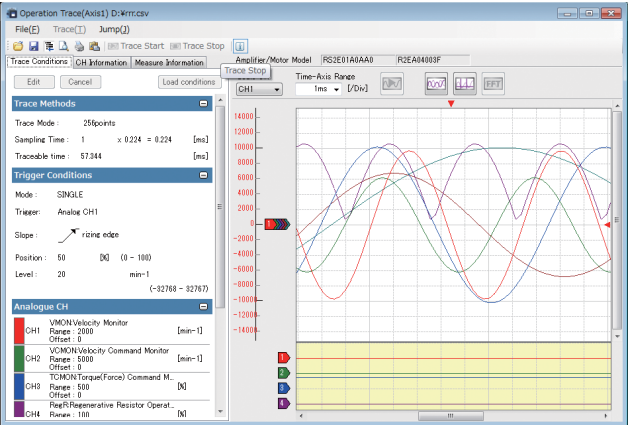 Operation Trace(Axis1) D:¥rrr.csv
File(F) Trace(T) Jump(J)
Trace Start Trace Stop
Trace Conditions CH Information Measure Information
Amplifier/Motor Model RS2E01A0AA0 R2EA04003F
Trace Stop
Edit Cancel Load conditions
CH1
Time-Axis Range
1ms [/Div]
FFT
Trace Methods
Trace Mode : 256points
Sampling Time : 1 x 0.224 = 0.224 [ms]
Traceable time : 57.344 [ms]
Trigger Conditions
Mode : SINGLE
Trigger: Analog CH1
Slope : rizing edge
Position : 50 [%] (0 - 100)
Level : 20 min-1
(-32768 - 32767)
Analogue CH
CH1 VMON:Velocity Monitor
Range : 2000 [min-1]
Offset : 0
CH2 VCMON:Velocity Command Monitor
Range : 5000 [min-1]
Offset : 0
CH3 TCMON:Torque(Force) Command M...
Range : 500 [%]
Offset : 0
CH4 RegR:Regenerative Resistor Operat...
Range : 100 [%]
14000
12000
10000
8000
6000
4000
2000
0
-2000
-4000
-6000
-8000
-10000
-12000
-14000
1
1
2
3
4